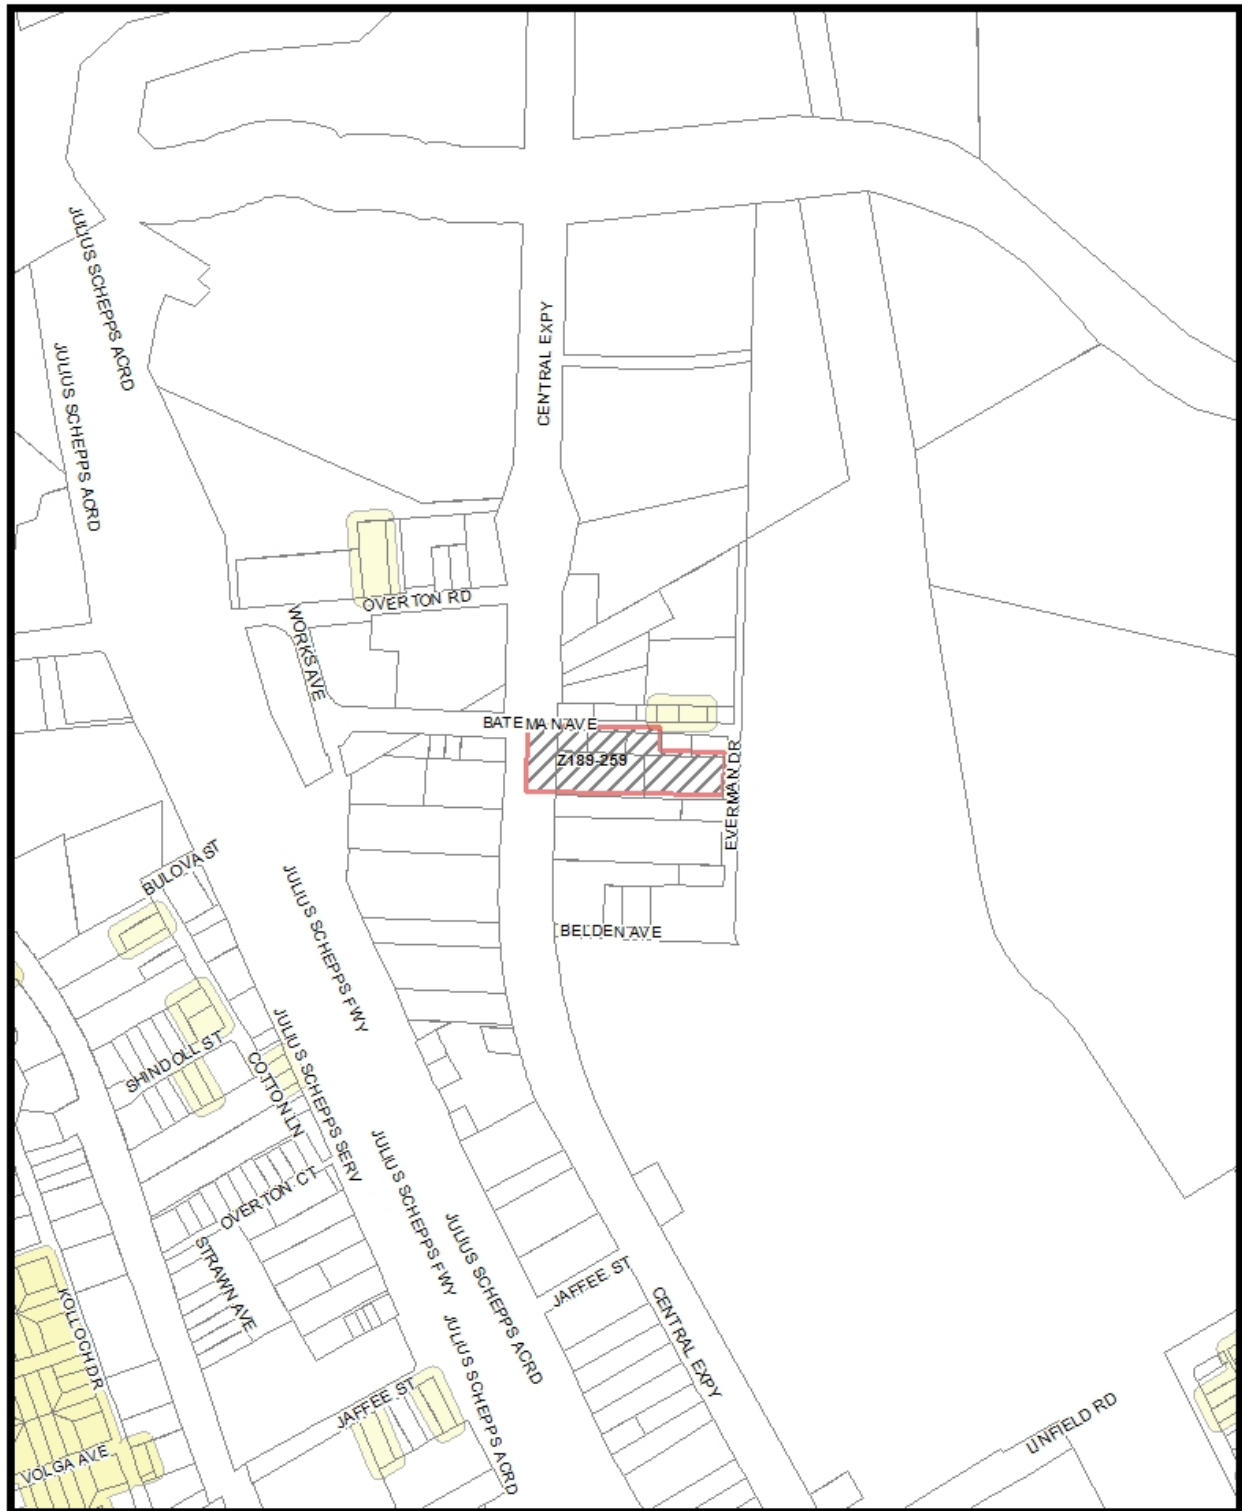 JULIUS SCHEPPS ACRD
CENTRAL EXPY
JULIUS SCHEPPS ACRD
OVERTON RD
WORKS AVE
BATEMAN AVE
Z189-259
EVERMAN DR
BULOVA ST
JULIUS SCHEPPS FWY
BELDEN AVE
SHINDOLL ST
COTTON LN
JULIUS SCHEPPS SERV
OVERTON CT
JULIUS SCHEPPS FWY
JULIUS SCHEPPS ACRD
STRAWN AVE
JAFFEE ST
KOLLOCH DR
CENTRAL EXPY
JULIUS SCHEPPS ACRD
JAFFEE ST
LINFIELD RD
VOLGA AVE